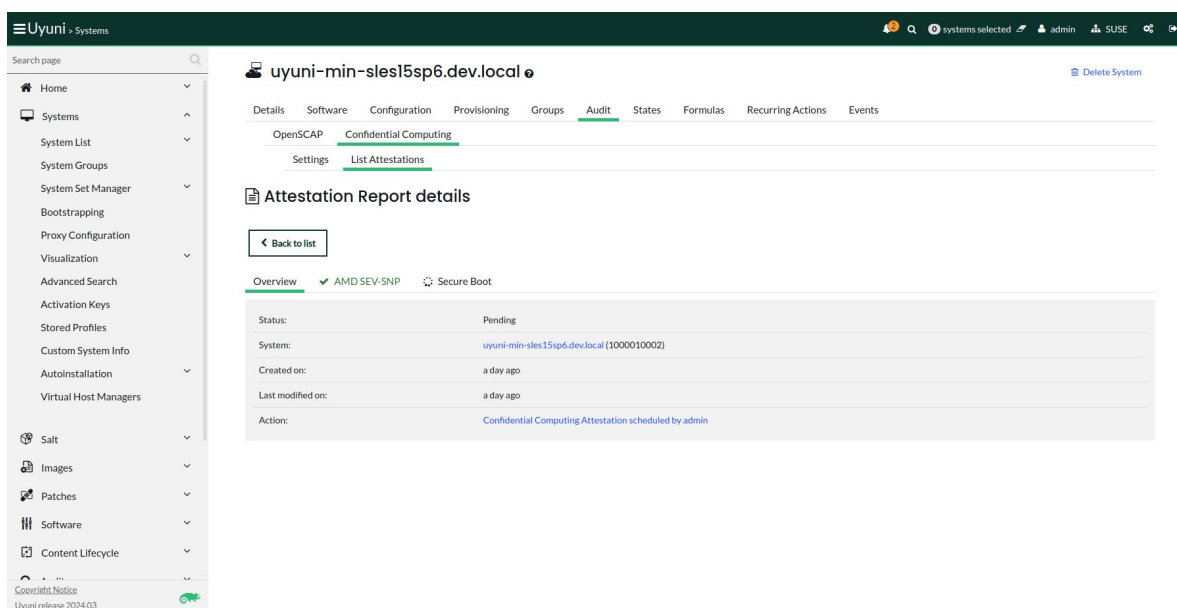 Uyuni > Systems
2
0 systems selected
admin
SUSE
Search page
Home
Systems
System List
System Groups
System Set Manager
Bootstrapping
Proxy Configuration
Visualization
Advanced Search
Activation Keys
Stored Profiles
Custom System Info
Autoinstallation
Virtual Host Managers
Salt
Images
Patches
Software
Content Lifecycle
Copyright Notice
Uyuni release 2024.03
uyuni-min-sles15sp6.dev.local
Delete System
Details Software Configuration Provisioning Groups Audit States Formulas Recurring Actions Events
OpenSCAP Confidential Computing
Settings List Attestations
Attestation Report details
Back to list
Overview AMD SEV-SNP Secure Boot
Status: Pending
System: uyuni-min-sles15sp6.dev.local (1000010002)
Created on: a day ago
Last modified on: a day ago
Action: Confidential Computing Attestation scheduled by admin